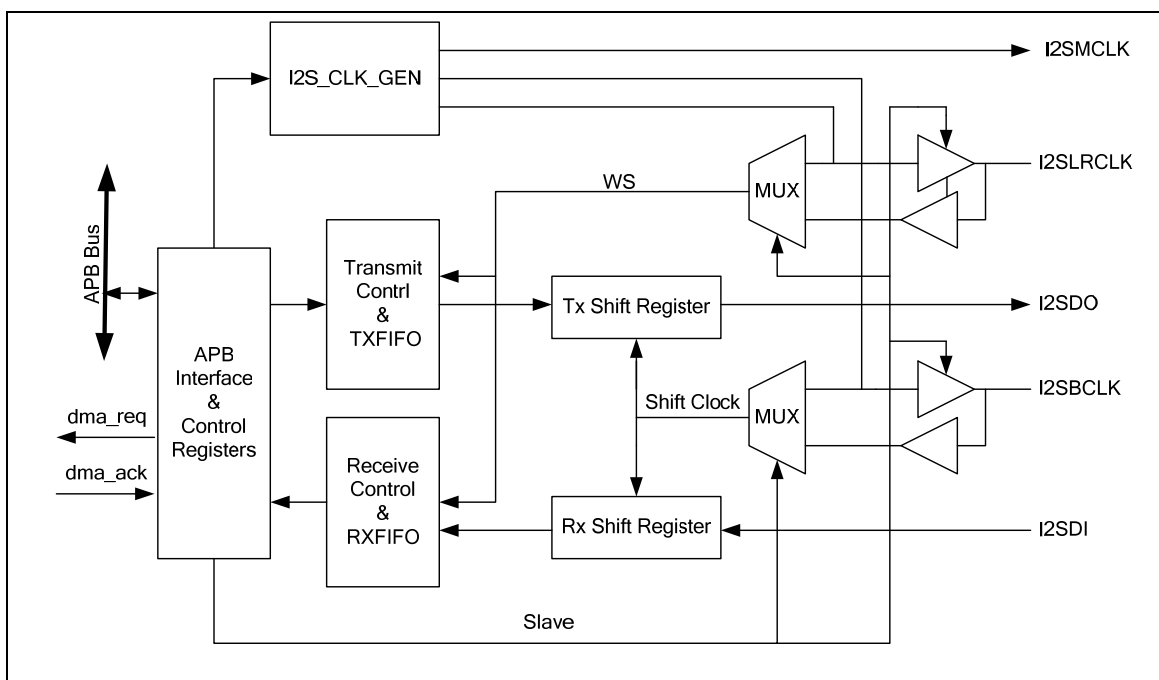 I2S_CLK_GEN
I2SMCLK
I2SLRCLK
MUX
WS
APB Bus
Transmit
Contrl
&
TXFIFO
Tx Shift Register
I2SDO
APB
Interface
&
Control
Registers
dma_req
dma_ack
Shift Clock
MUX
I2SBCLK
Receive
Control
&
RXFIFO
Rx Shift Register
I2SDI
Slave